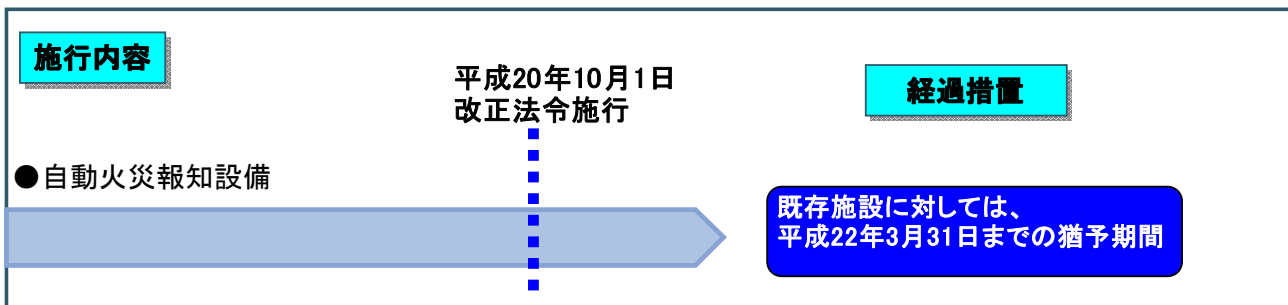 施行内容
平成20年10月1日
改正法令施行
経過措置
●自動火災報知設備
既存施設に対しては、
平成22年3月31日までの猶予期間